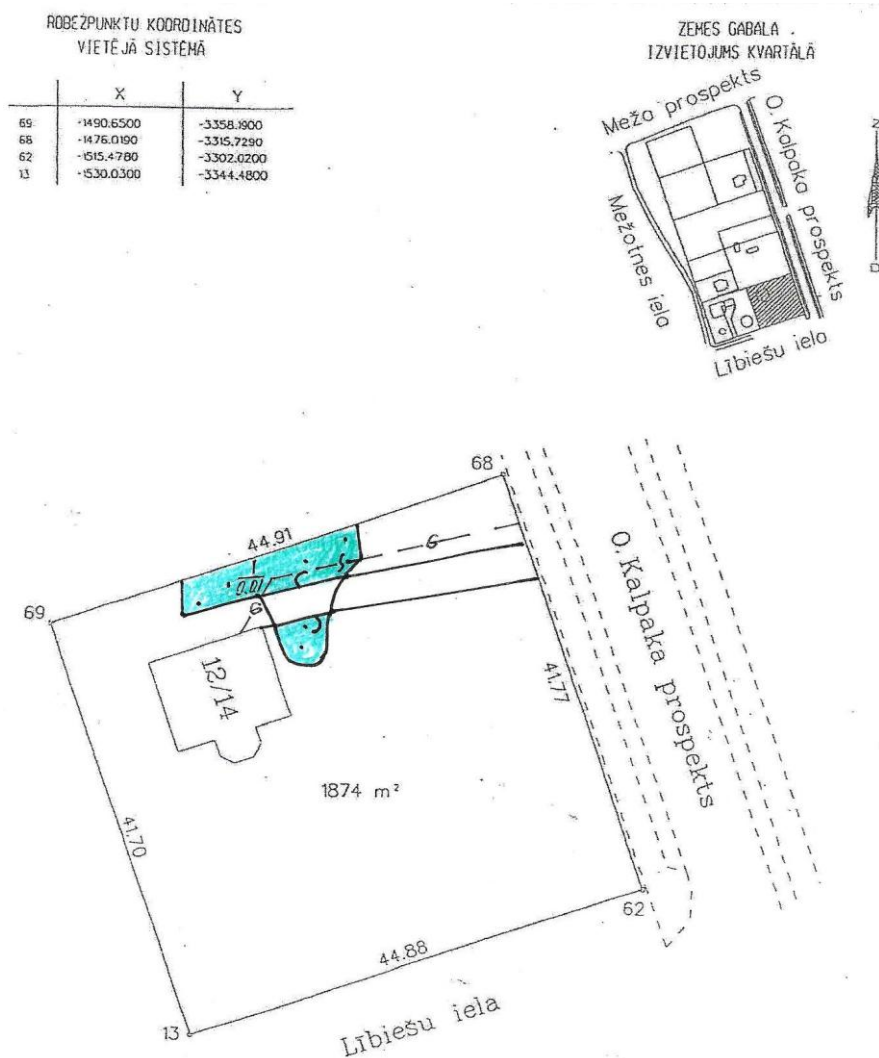 ROBEŽPUNKTU KOORDINĀTES
VIETĒJĀ SISTĒMĀ
X Y
69 -1490.6500 -3358.1900
68 -1476.0190 -3315.7290
62 -1515.4780 -3302.0200
13 -1530.0300 -3344.4800
ZEMES GABALA
IZVIETOJUMS KVARTĀLĀ
Meža prospekts
O. Kalpaka prospekts
Mežotnes iela
Lībiešu iela
Z
D
68
44.91
G
1
0.01
69
G
12/14
O. Kalpaka prospekts
41.77
1874 m²
41.70
62
44.88
13
Lībiešu iela